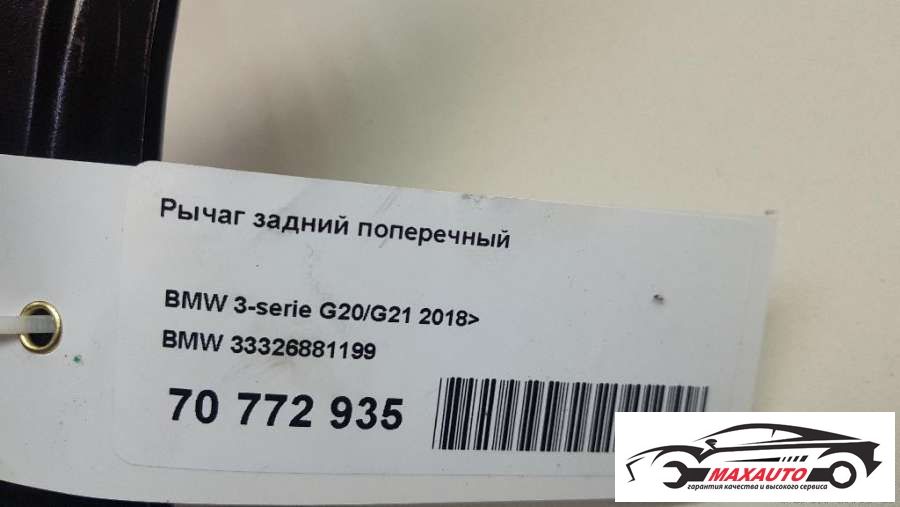 Рычаг задний поперечный
BMW 3-serie G20/G21 2018>
BMW 33326881199
70 772 935
MAXAUTO
гарантия качества и высокого сервиса